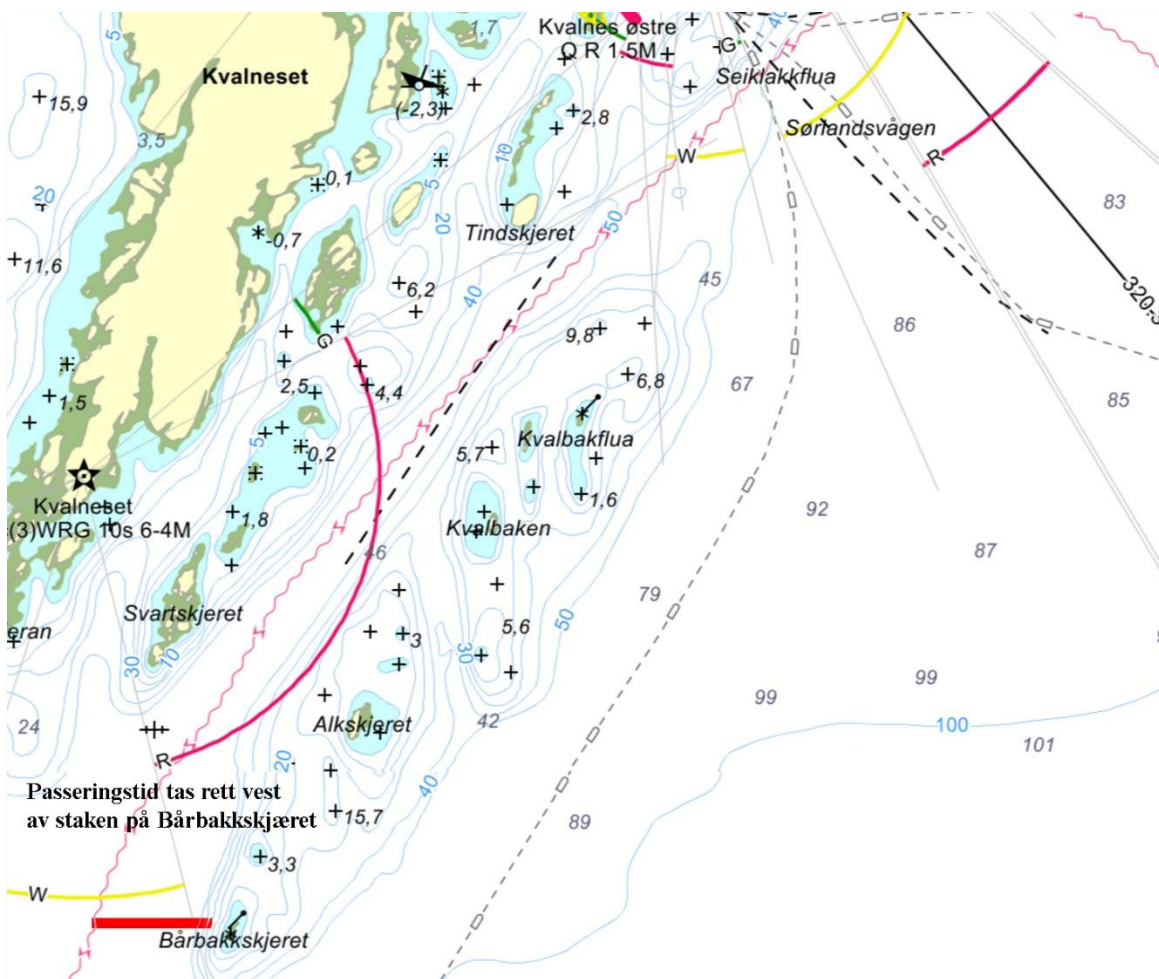 5
1,7
Kvalnes østre
Q R 1.5M
40
G
Kvalneset
Seiklakkflua
15,9
3,5
(-2,3)
2,8
Sørlandsvågen
10
W
R
5
0,1
20
20
83
-0,7
Tindskjeret
50
11,6
6,2
45
40
320.5
9,8
86
G
67
2,5
4,4
6,8
85
1,5
5
0,2
Kvalbakflua
5,7
Kvalneset
(3)WRG 10s 6-4M
1,8
1,6
Kvalbaken
92
46
87
79
Svartskjeret
eran
3
5,6
50
30
10
30
99
99
24
Alkskjeret
42
100
101
R
20
40
Passeringstid tas rett vest
av staken på Bårbakkskjæret
15,7
89
3,3
W
Bårbakkskjeret